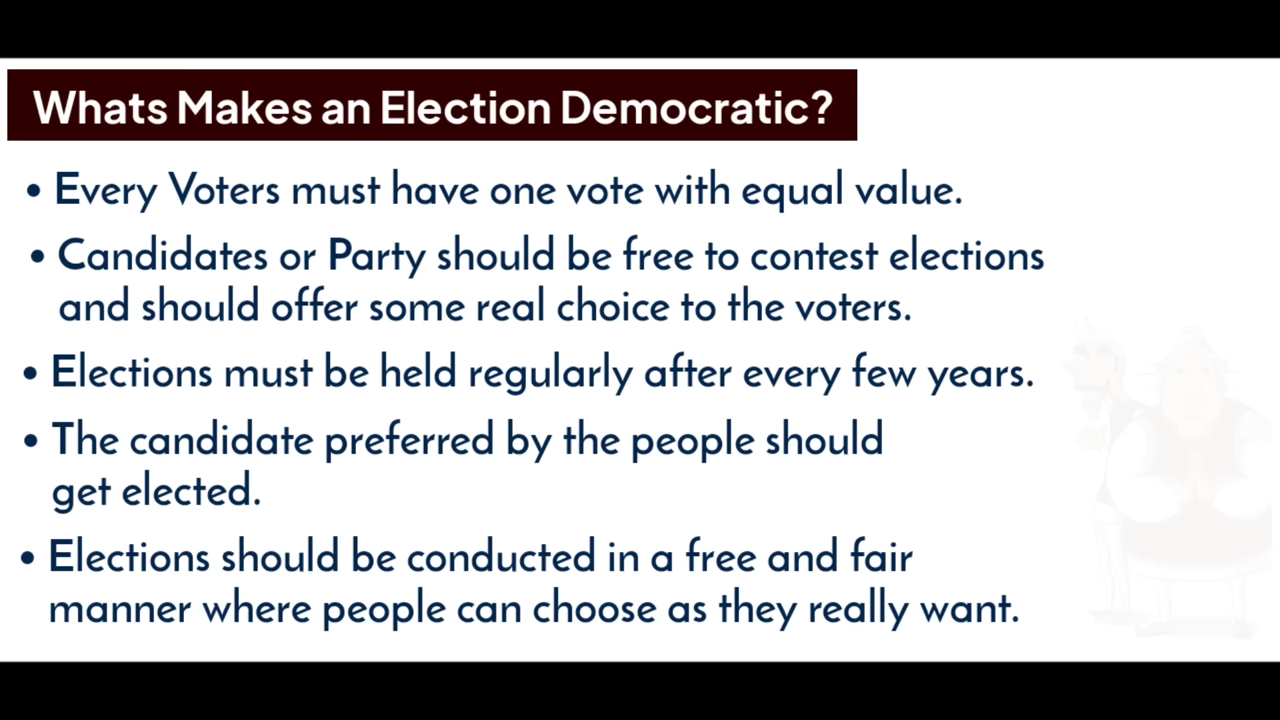 Whats Makes an Election Democratic?
• Every Voters must have one vote with equal value.
• Candidates or Party should be free to contest elections
and should offer some real choice to the voters.
• Elections must be held regularly after every few years.
• The candidate preferred by the people should
get elected.
• Elections should be conducted in a free and fair
manner where people can choose as they really want.